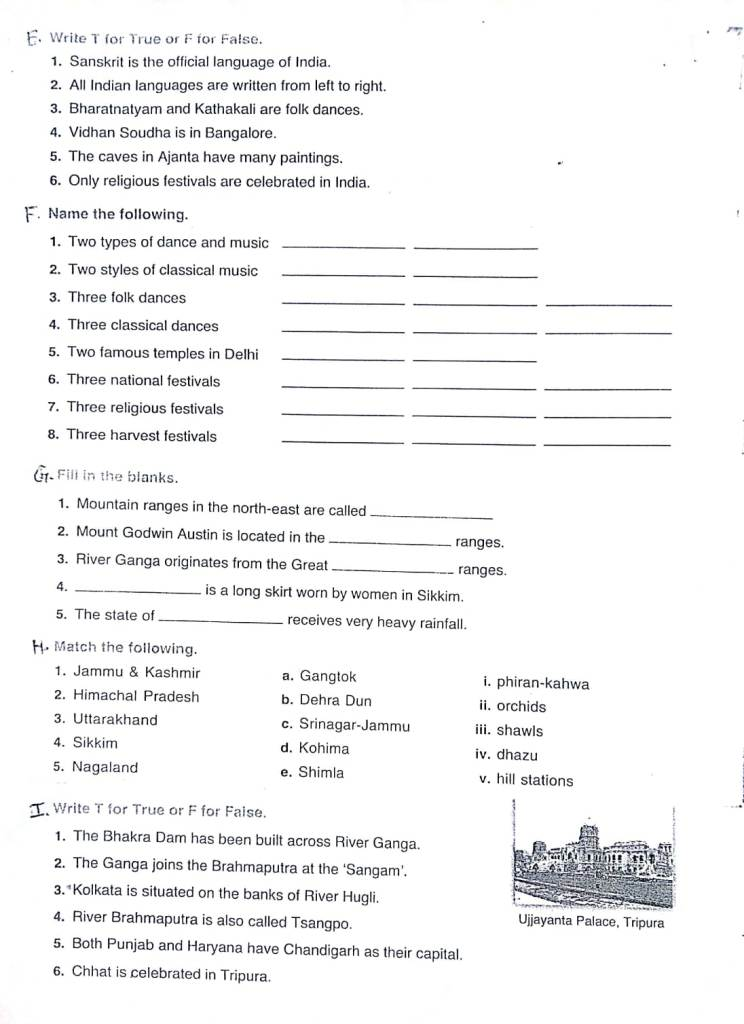 E. Write T for True or F for False.
1. Sanskrit is the official language of India.
2. All Indian languages are written from left to right.
3. Bharatnatyam and Kathakali are folk dances.
4. Vidhan Soudha is in Bangalore.
5. The caves in Ajanta have many paintings.
6. Only religious festivals are celebrated in India.
F. Name the following.
1. Two types of dance and music
2. Two styles of classical music
3. Three folk dances
4. Three classical dances
5. Two famous temples in Delhi
6. Three national festivals
7. Three religious festivals
8. Three harvest festivals
G. Fill in the blanks.
1. Mountain ranges in the north-east are called ____________
2. Mount Godwin Austin is located in the ____________ ranges.
3. River Ganga originates from the Great ____________ ranges.
4. ____________ is a long skirt worn by women in Sikkim.
5. The state of ____________ receives very heavy rainfall.
H. Match the following.
1. Jammu & Kashmir a. Gangtok i. phiran-kahwa
2. Himachal Pradesh b. Dehra Dun ii. orchids
3. Uttarakhand c. Srinagar-Jammu iii. shawls
4. Sikkim d. Kohima iv. dhazu
5. Nagaland e. Shimla v. hill stations
I. Write T for True or F for False.
1. The Bhakra Dam has been built across River Ganga.
2. The Ganga joins the Brahmaputra at the 'Sangam'.
3. Kolkata is situated on the banks of River Hugli.
4. River Brahmaputra is also called Tsangpo.
5. Both Punjab and Haryana have Chandigarh as their capital.
6. Chhat is celebrated in Tripura.
Ujjayanta Palace, Tripura